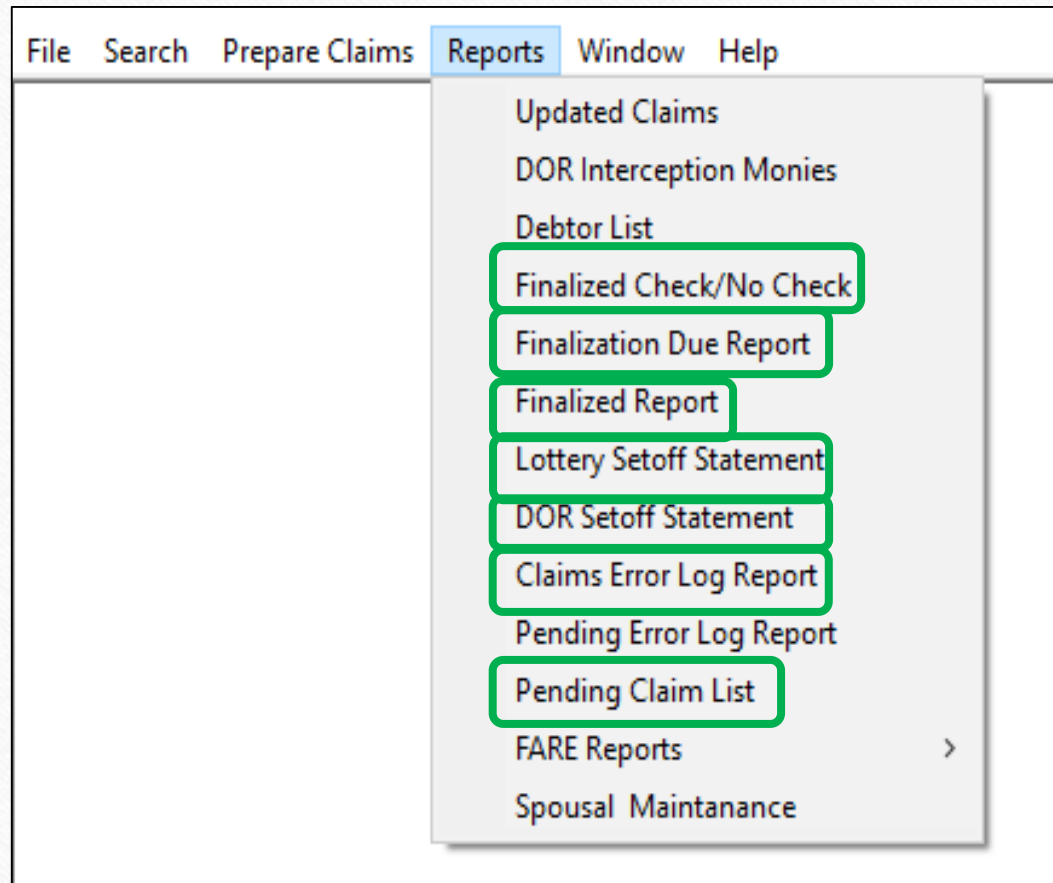 File Search Prepare Claims Reports Window Help
Updated Claims
DOR Interception Monies
Debtor List
Finalized Check/No Check
Finalization Due Report
Finalized Report
Lottery Setoff Statement
DOR Setoff Statement
Claims Error Log Report
Pending Error Log Report
Pending Claim List
FARE Reports
Spousal Maintanance